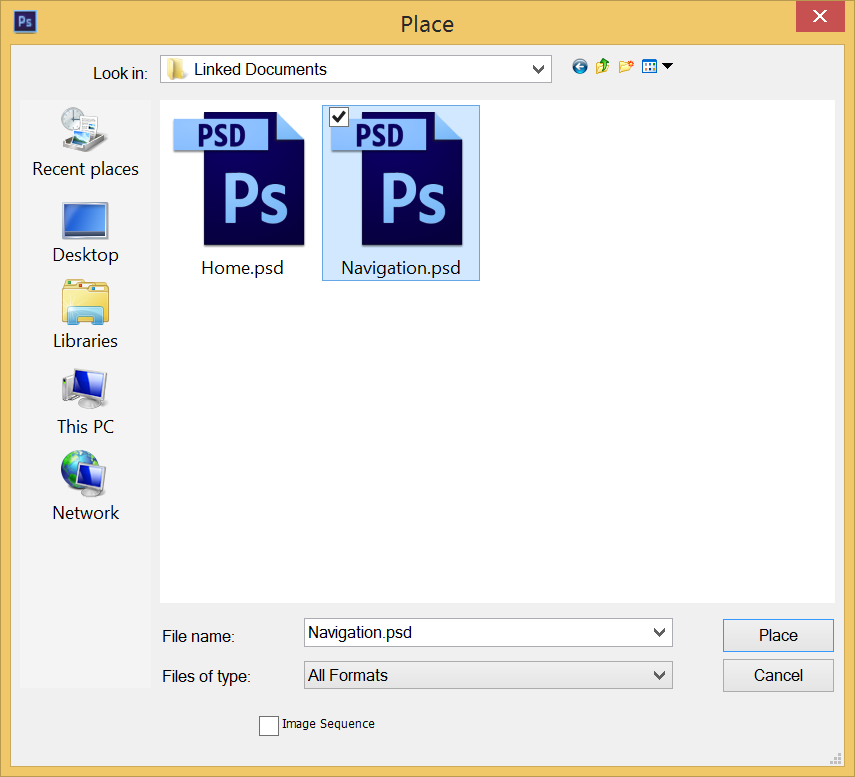 Ps
Place
Look in:
Linked Documents
Recent places
Desktop
Libraries
This PC
Network
PSD
Ps
Home.psd
PSD
Ps
Navigation.psd
File name:
Navigation.psd
Place
Files of type:
All Formats
Cancel
Image Sequence